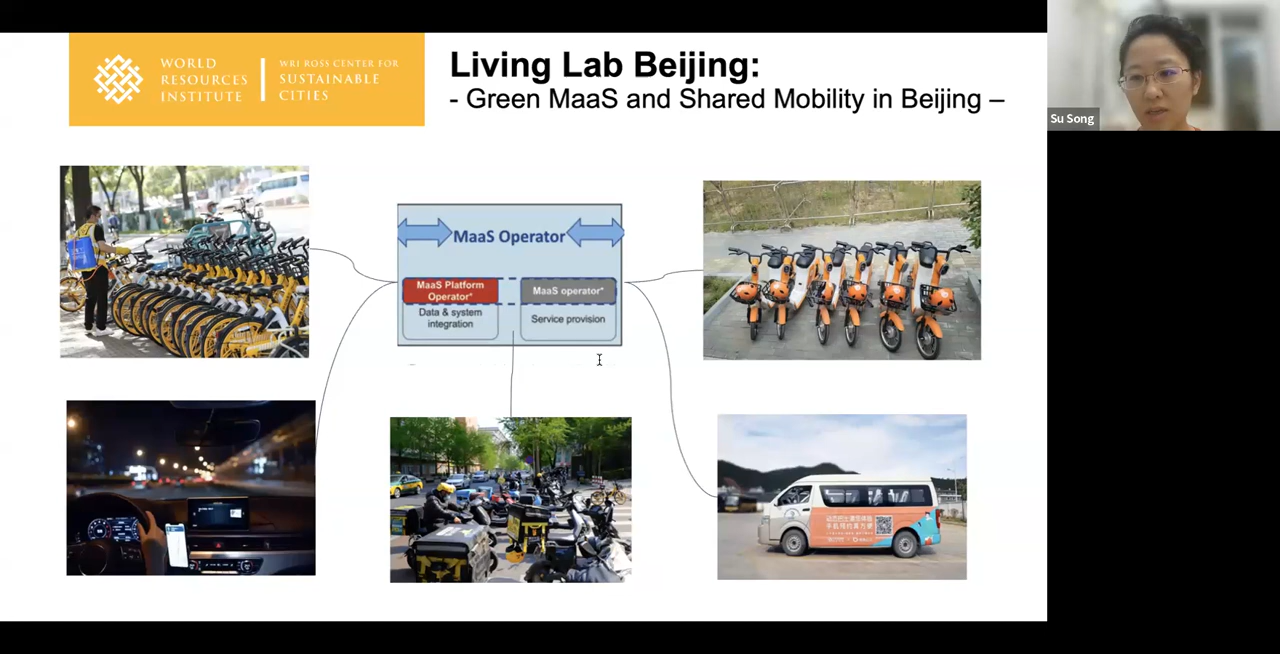 WORLD
RESOURCES
INSTITUTE
WRI ROSS CENTER FOR
SUSTAINABLE
CITIES
Living Lab Beijing:
- Green MaaS and Shared Mobility in Beijing –
Su Song
MaaS Operator
MaaS Platform
Operator*
Data & system
integration
MaaS operator*
Service provision